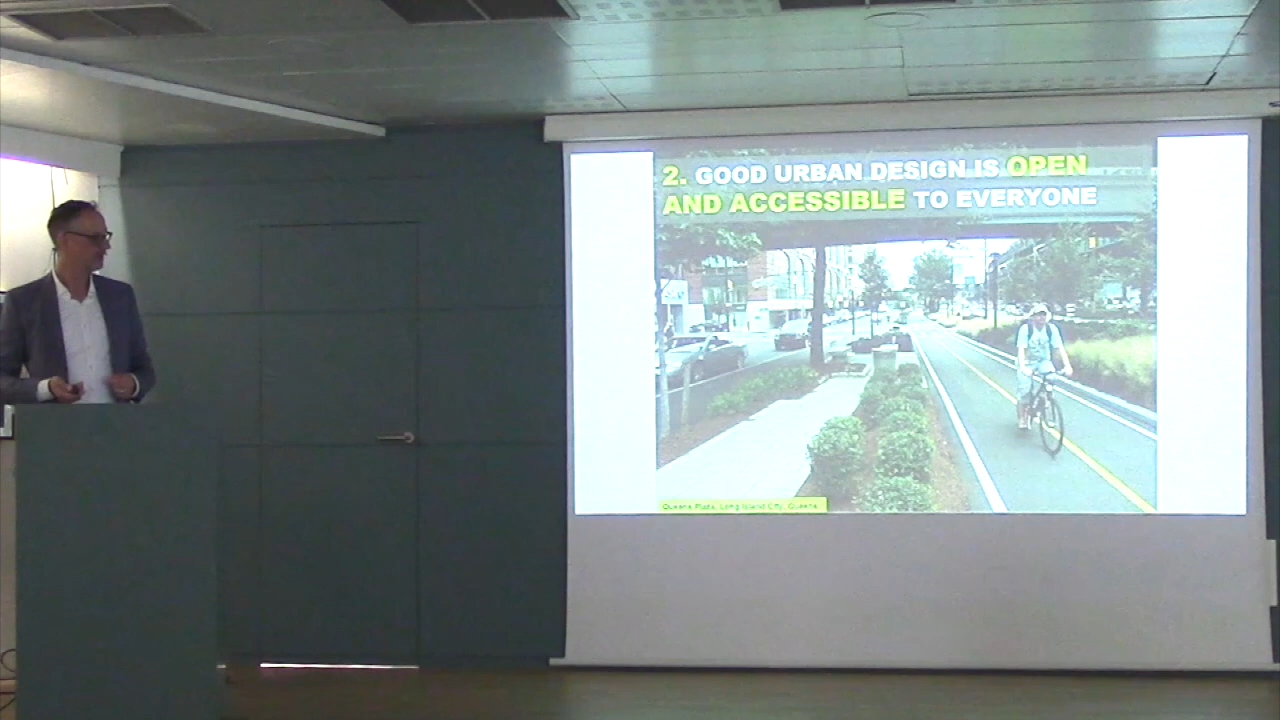 2. GOOD URBAN DESIGN IS OPEN
AND ACCESSIBLE TO EVERYONE
Queens Plaza, Long Island City, Queens